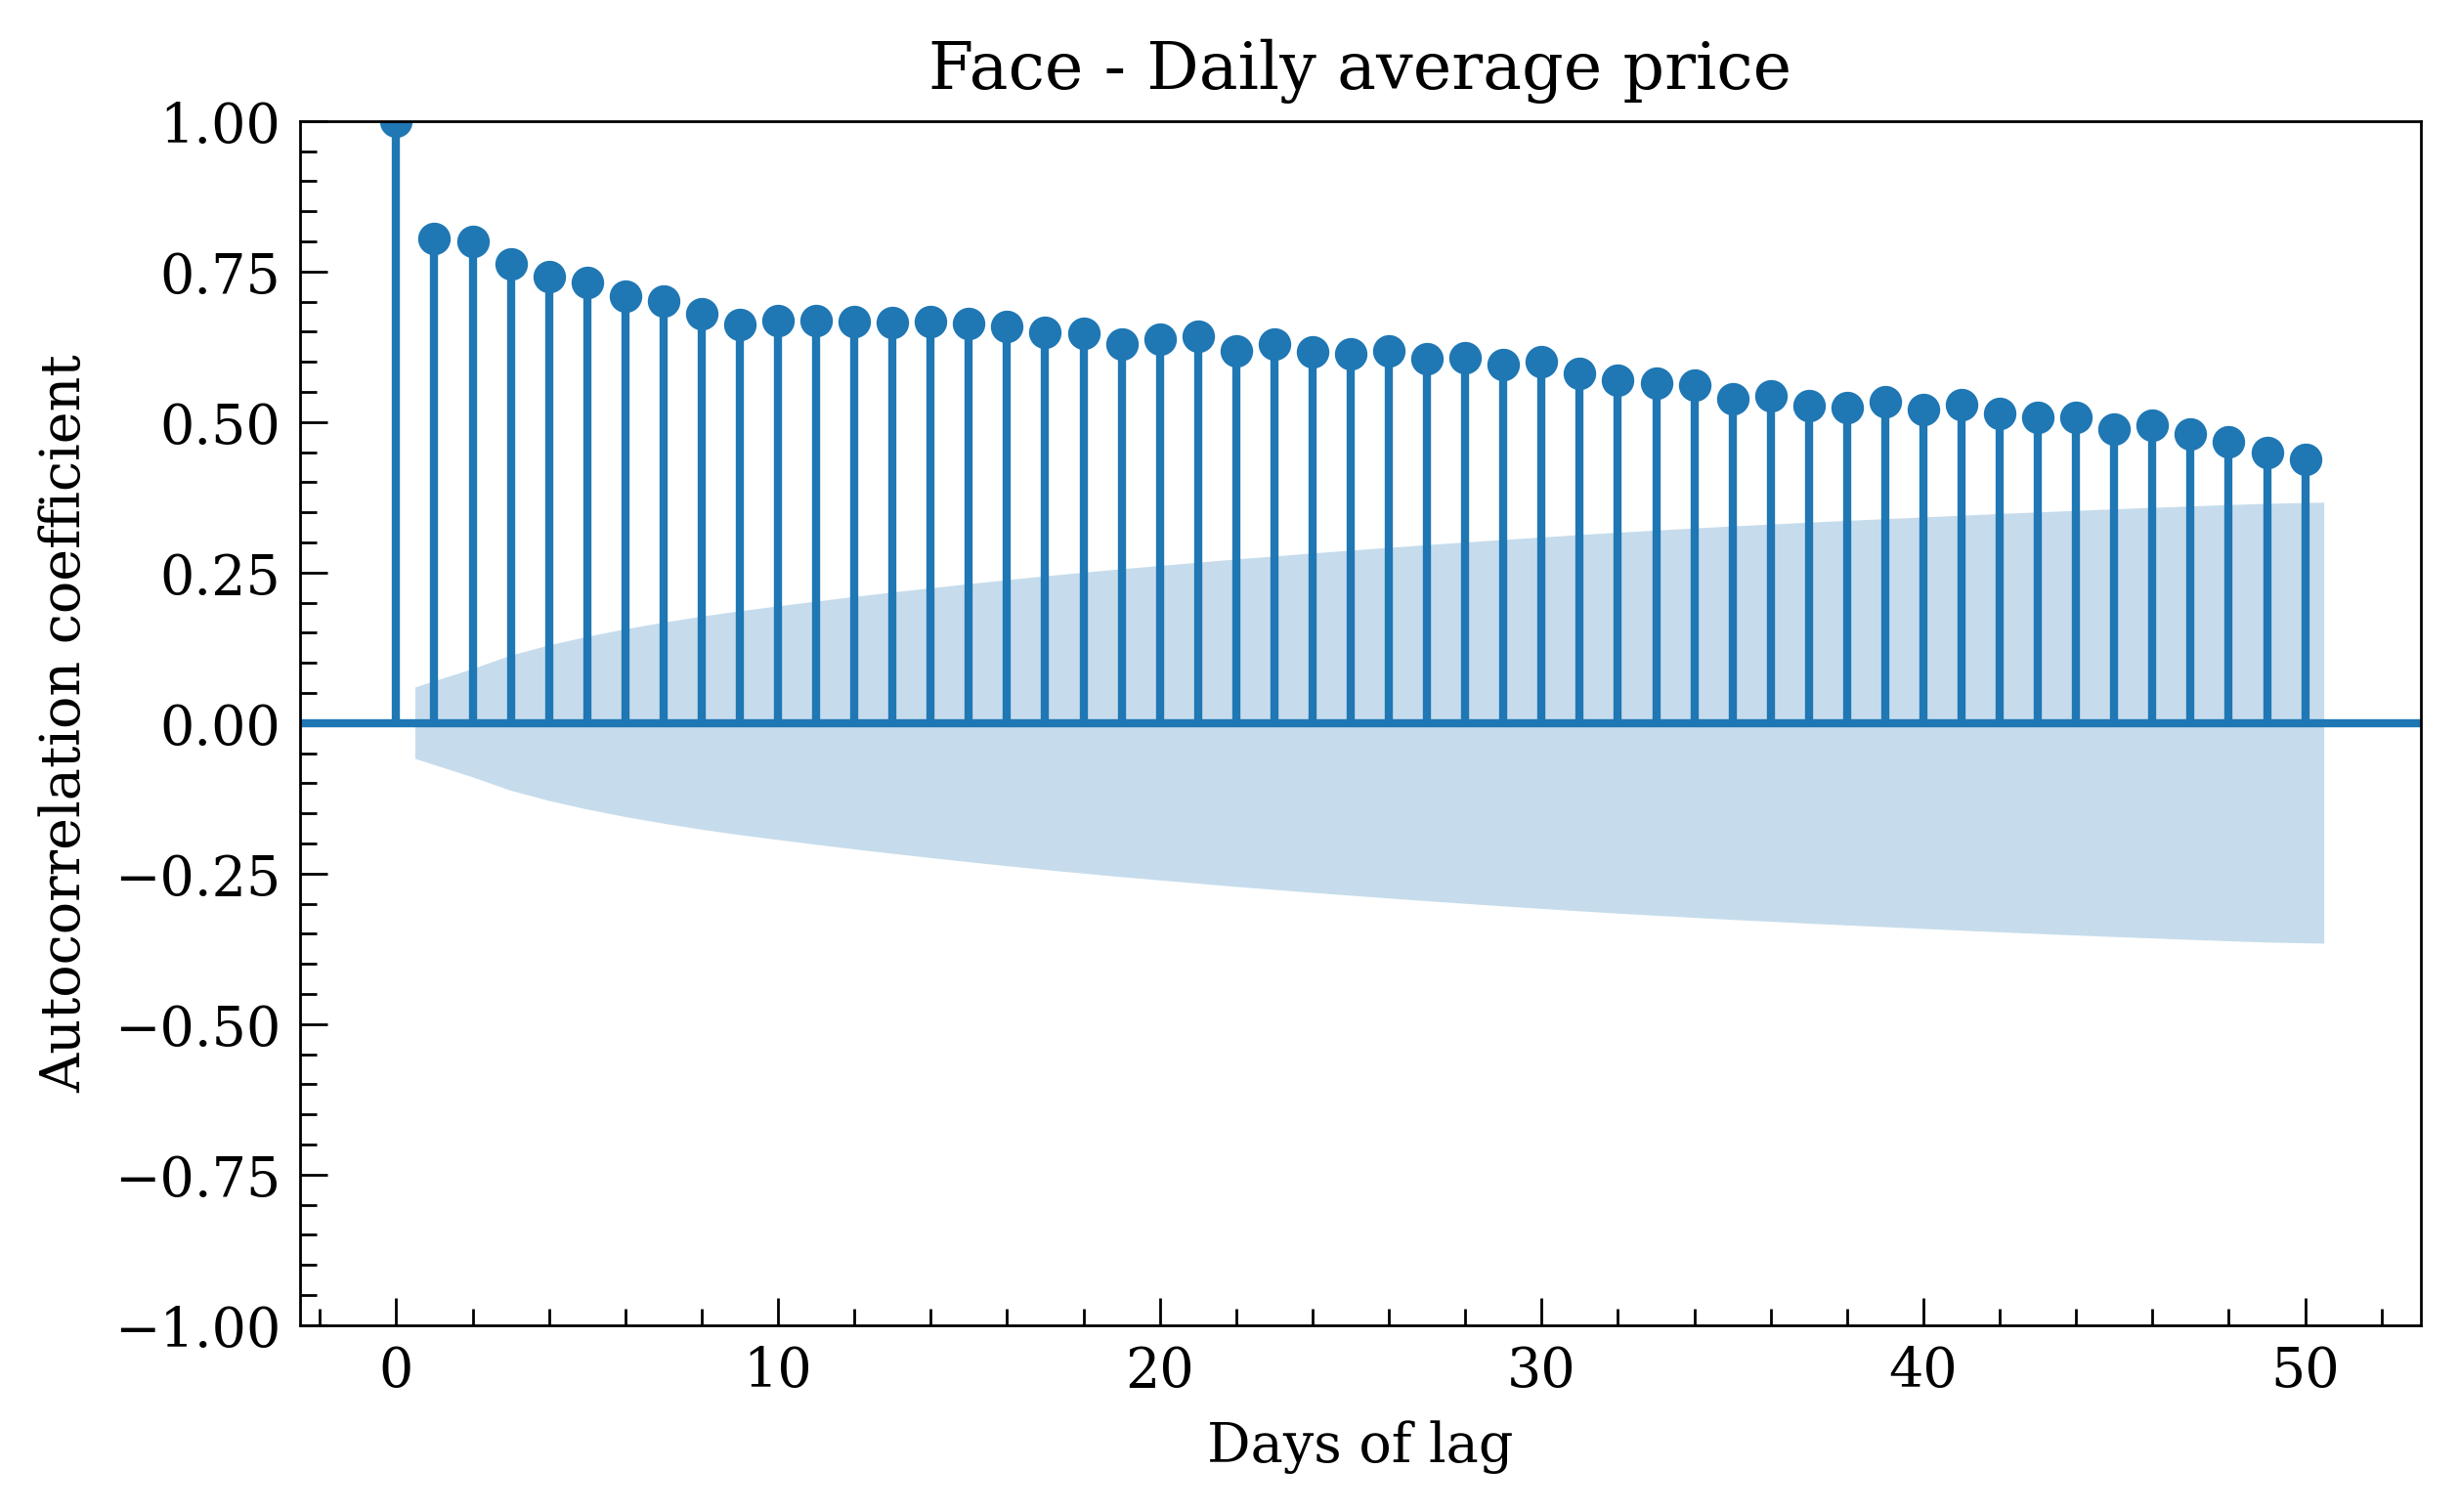 Face - Daily average price
1.00
0.75
0.50
0.25
0.00
−0.25
−0.50
−0.75
−1.00
Autocorrelation coefficient
0 10 20 30 40 50
Days of lag